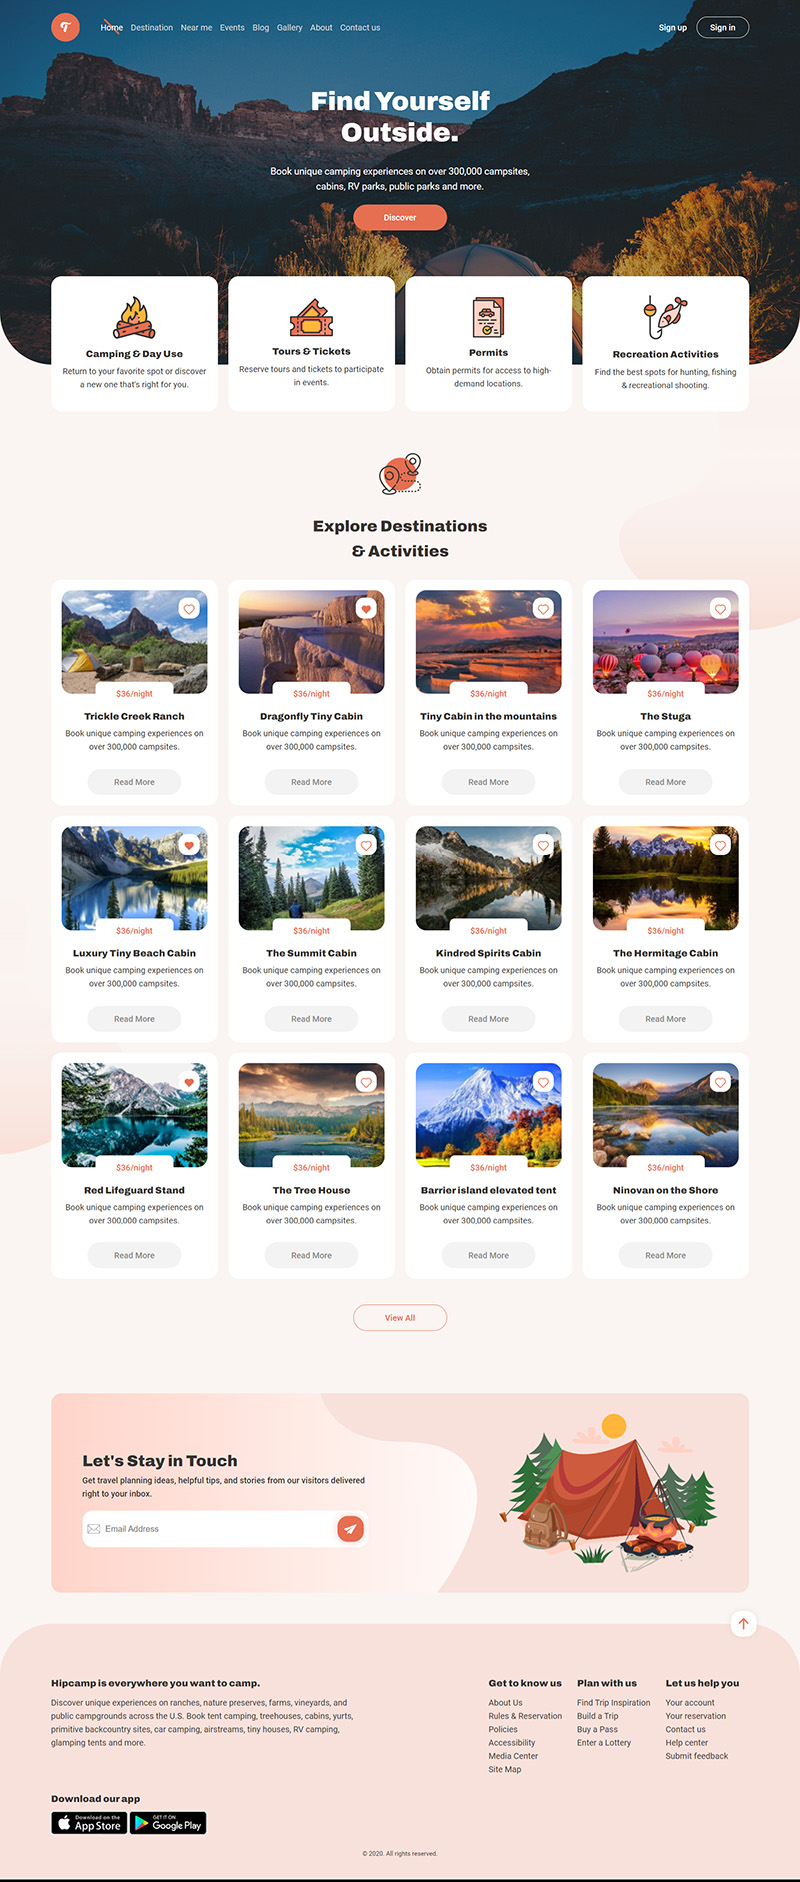 Home Destination Near me Events Blog Gallery About Contact us Sign up Sign in
Find Yourself
Outside.
Book unique camping experiences on over 300,000 campsites,
cabins, RV parks, public parks and more.
Discover
Camping & Day Use
Return to your favorite spot or discover
a new one that's right for you.
Tours & Tickets
Reserve tours and tickets to participate
in events.
Permits
Obtain permits for access to high-
demand locations.
Recreation Activities
Find the best spots for hunting, fishing
& recreational shooting.
Explore Destinations
& Activities
$36/night
Trickle Creek Ranch
Book unique camping experiences on
over 300,000 campsites.
Read More
$36/night
Dragonfly Tiny Cabin
Book unique camping experiences on
over 300,000 campsites.
Read More
$36/night
Tiny Cabin in the mountains
Book unique camping experiences on
over 300,000 campsites.
Read More
$36/night
The Stuga
Book unique camping experiences on
over 300,000 campsites.
Read More
$36/night
Luxury Tiny Beach Cabin
Book unique camping experiences on
over 300,000 campsites.
Read More
$36/night
The Summit Cabin
Book unique camping experiences on
over 300,000 campsites.
Read More
$36/night
Kindred Spirits Cabin
Book unique camping experiences on
over 300,000 campsites.
Read More
$36/night
The Hermitage Cabin
Book unique camping experiences on
over 300,000 campsites.
Read More
$36/night
Red Lifeguard Stand
Book unique camping experiences on
over 300,000 campsites.
Read More
$36/night
The Tree House
Book unique camping experiences on
over 300,000 campsites.
Read More
$36/night
Barrier island elevated tent
Book unique camping experiences on
over 300,000 campsites.
Read More
$36/night
Ninovan on the Shore
Book unique camping experiences on
over 300,000 campsites.
Read More
View All
Let's Stay in Touch
Get travel planning ideas, helpful tips, and stories from our visitors delivered
right to your inbox.
Email Address
Hipcamp is everywhere you want to camp.
Discover unique experiences on ranches, nature preserves, farms, vineyards, and
public campgrounds across the U.S. Book tent camping, treehouses, cabins, yurts,
primitive backcountry sites, car camping, airstreams, tiny houses, RV camping,
glamping tents and more.
Get to know us
About Us
Rules & Reservation
Policies
Accessibility
Media Center
Site Map
Plan with us
Find Trip Inspiration
Build a Trip
Buy a Pass
Enter a Lottery
Let us help you
Your account
Your reservation
Contact us
Help center
Submit feedback
Download our app
Download on the
App Store
GET IT ON
Google Play
© 2020. All rights reserved.